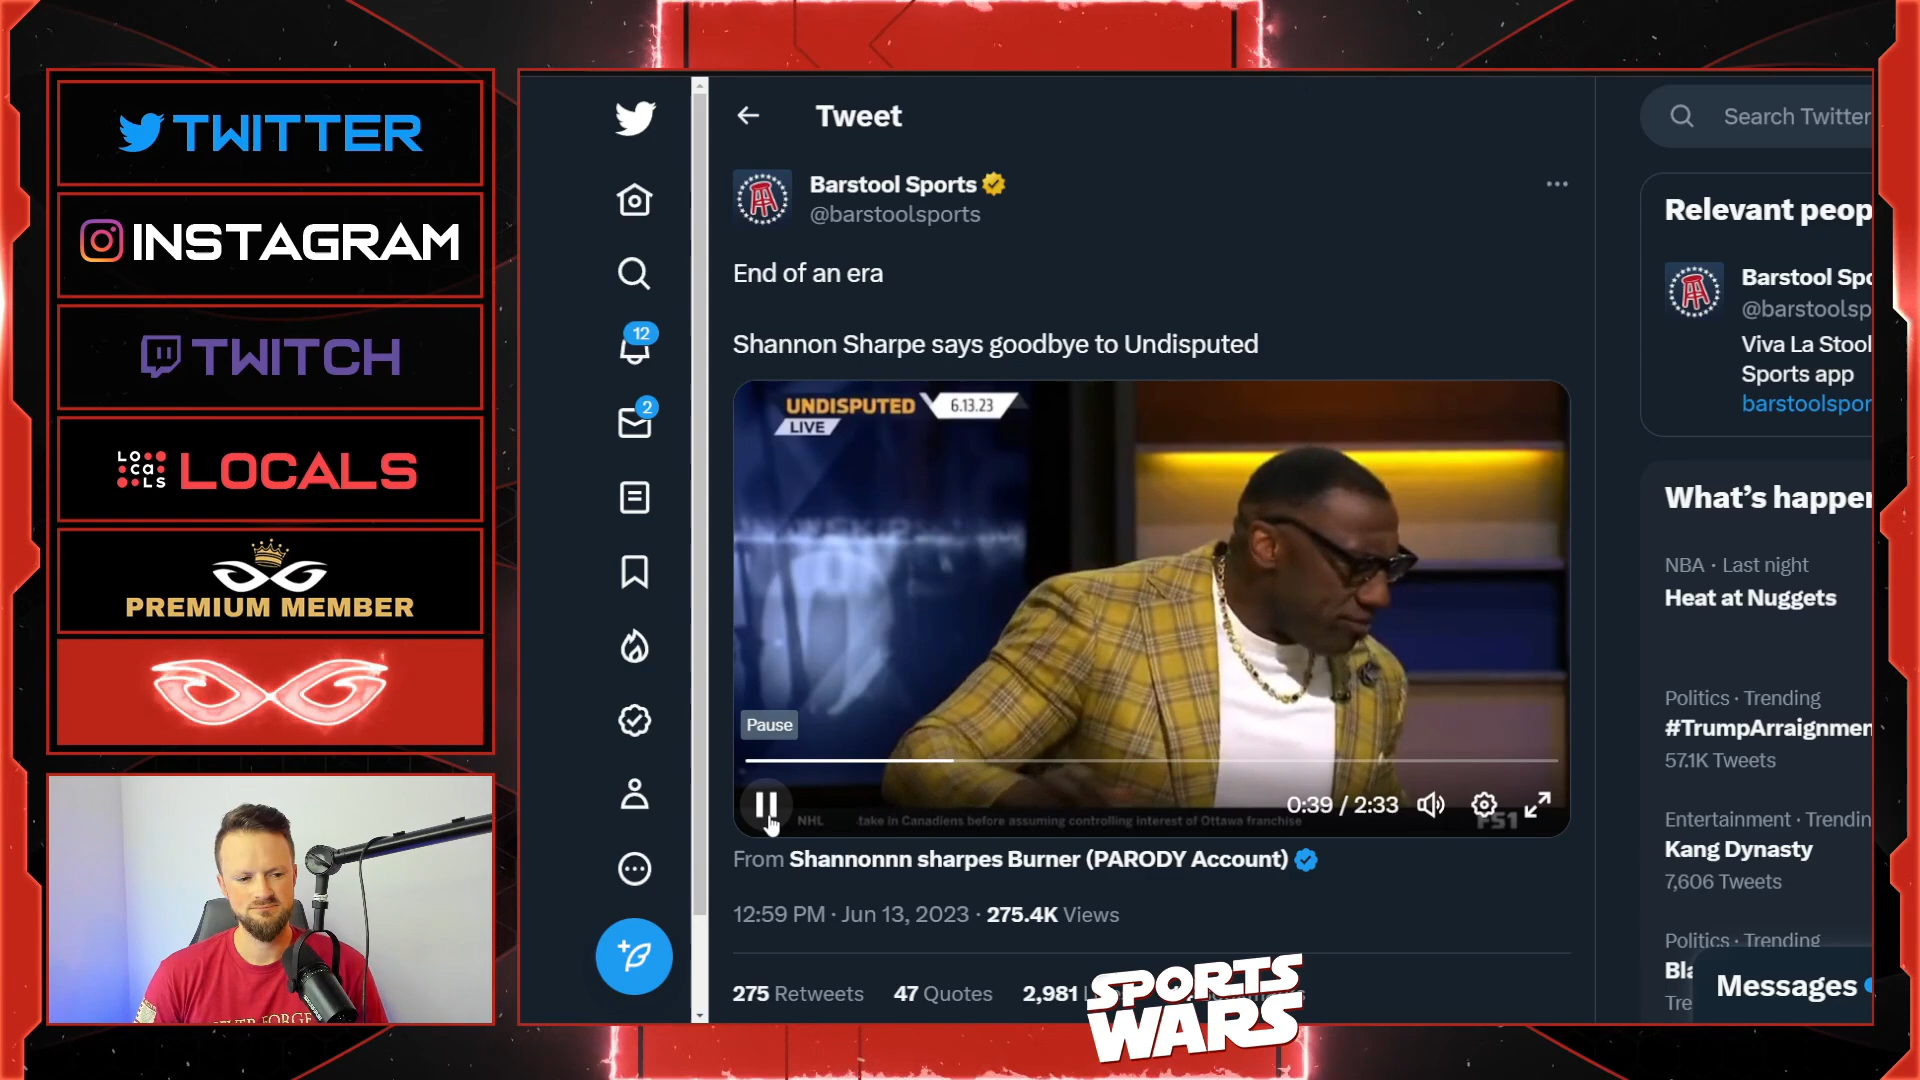 TWITTER
INSTAGRAM
TWITCH
LOCALS
LOCALS
PREMIUM MEMBER
12
2
Tweet
Barstool Sports
@barstoolsports
End of an era
Shannon Sharpe says goodbye to Undisputed
UNDISPUTED
6.13.23
LIVE
Pause
0:39 / 2:33
NHL take in Canadiens before assuming controlling interest of Ottawa franchise
FS1
From Shannonnn sharpes Burner (PARODY Account)
12:59 PM · Jun 13, 2023 · 275.4K Views
275 Retweets 47 Quotes 2,981
SPORTS
WARS
Search Twitter
Relevant peop
Barstool Spo
@barstoolsp
Viva La Stool
Sports app
barstoolspor
What's happen
NBA · Last night
Heat at Nuggets
Politics · Trending
#TrumpArraignmen
57.1K Tweets
Entertainment · Trendin
Kang Dynasty
7,606 Tweets
Politics · Trending
Bla
Tre
Messages